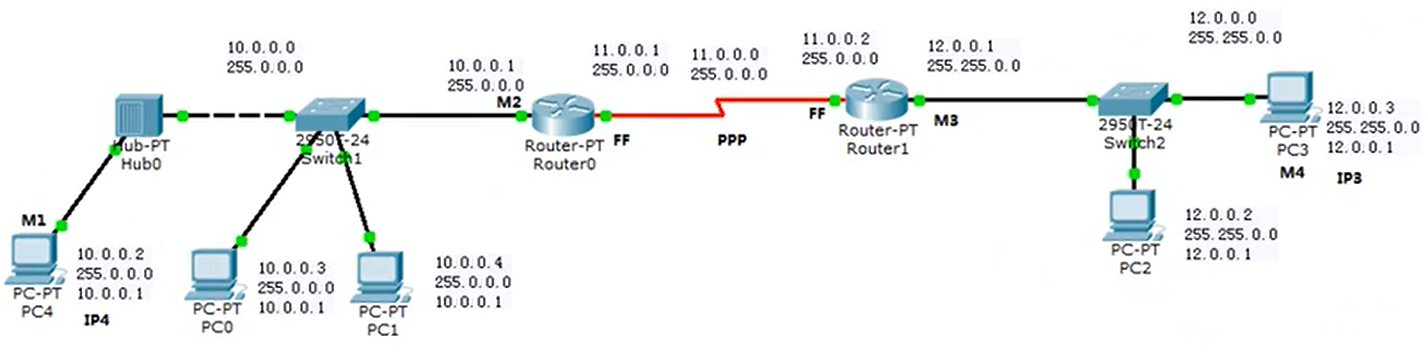 10.0.0.0
255.0.0.0
10.0.0.1
255.0.0.0
M2
11.0.0.1
255.0.0.0
11.0.0.0
255.0.0.0
11.0.0.2
255.0.0.0
12.0.0.1
255.255.0.0
12.0.0.0
255.255.0.0
Hub-PT
Hub0
2950T-24
Switch1
Router-PT
Router0
FF
PPP
FF
Router-PT
Router1
M3
2950T-24
Switch2
PC-PT
PC3
M4
12.0.0.3
255.255.0.0
12.0.0.1
IP3
M1
PC-PT
PC4
10.0.0.2
255.0.0.0
10.0.0.1
IP4
PC-PT
PC0
10.0.0.3
255.0.0.0
10.0.0.1
PC-PT
PC1
10.0.0.4
255.0.0.0
10.0.0.1
PC-PT
PC2
12.0.0.2
255.255.0.0
12.0.0.1